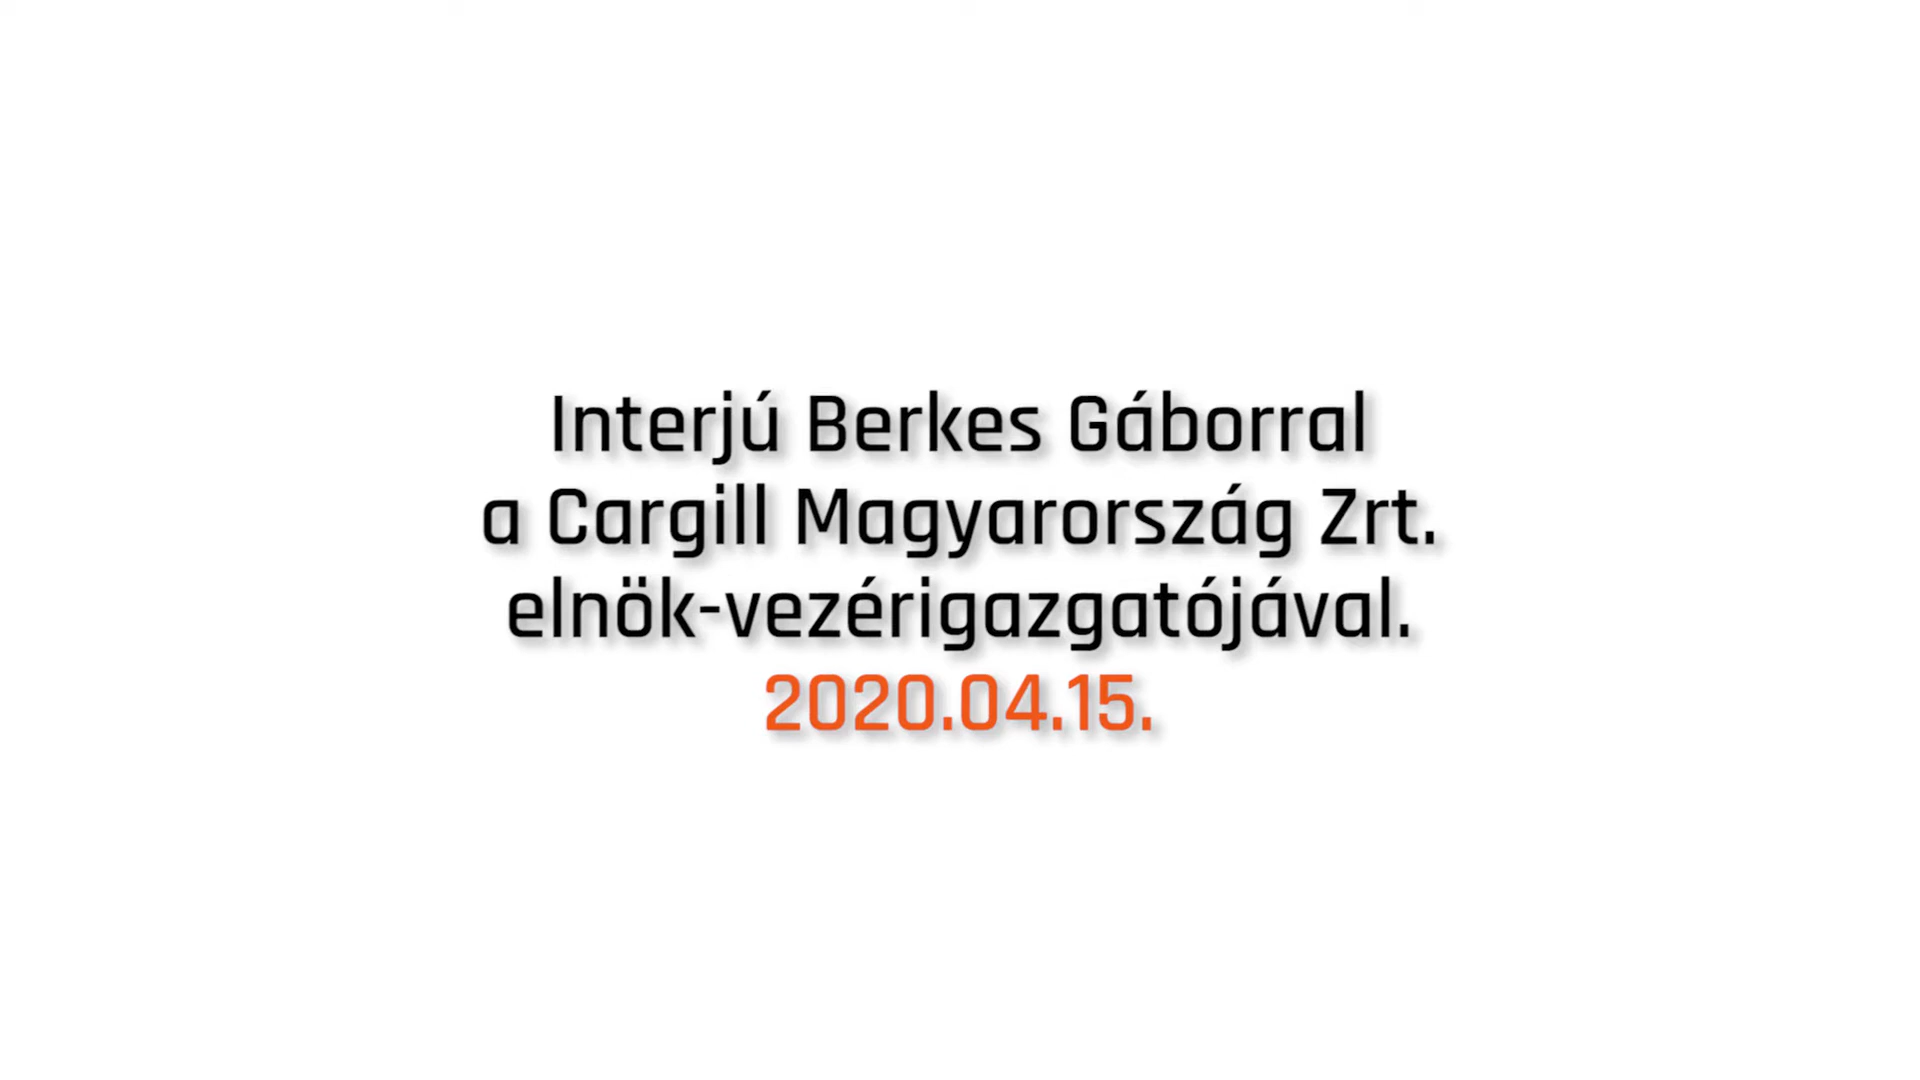 Interjú Berkes Gáborral
a Cargill Magyarország Zrt.
elnök-vezérigazgatójával.
2020.04.15.